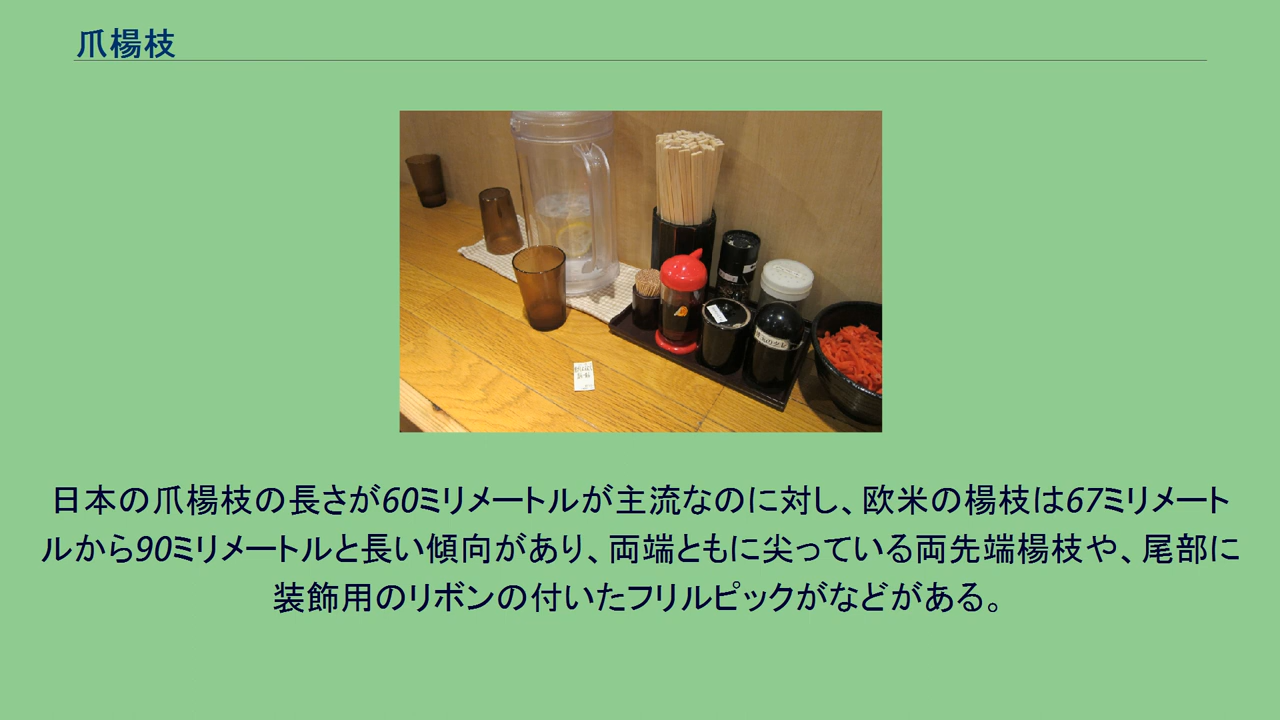 爪楊枝
日本の爪楊枝の長さが60ミリメートルが主流なのに対し、欧米の楊枝は67ミリメート
ルから90ミリメートルと長い傾向があり、両端ともに尖っている両先端楊枝や、尾部に
装飾用のリボンの付いたフリルピックがなどがある。